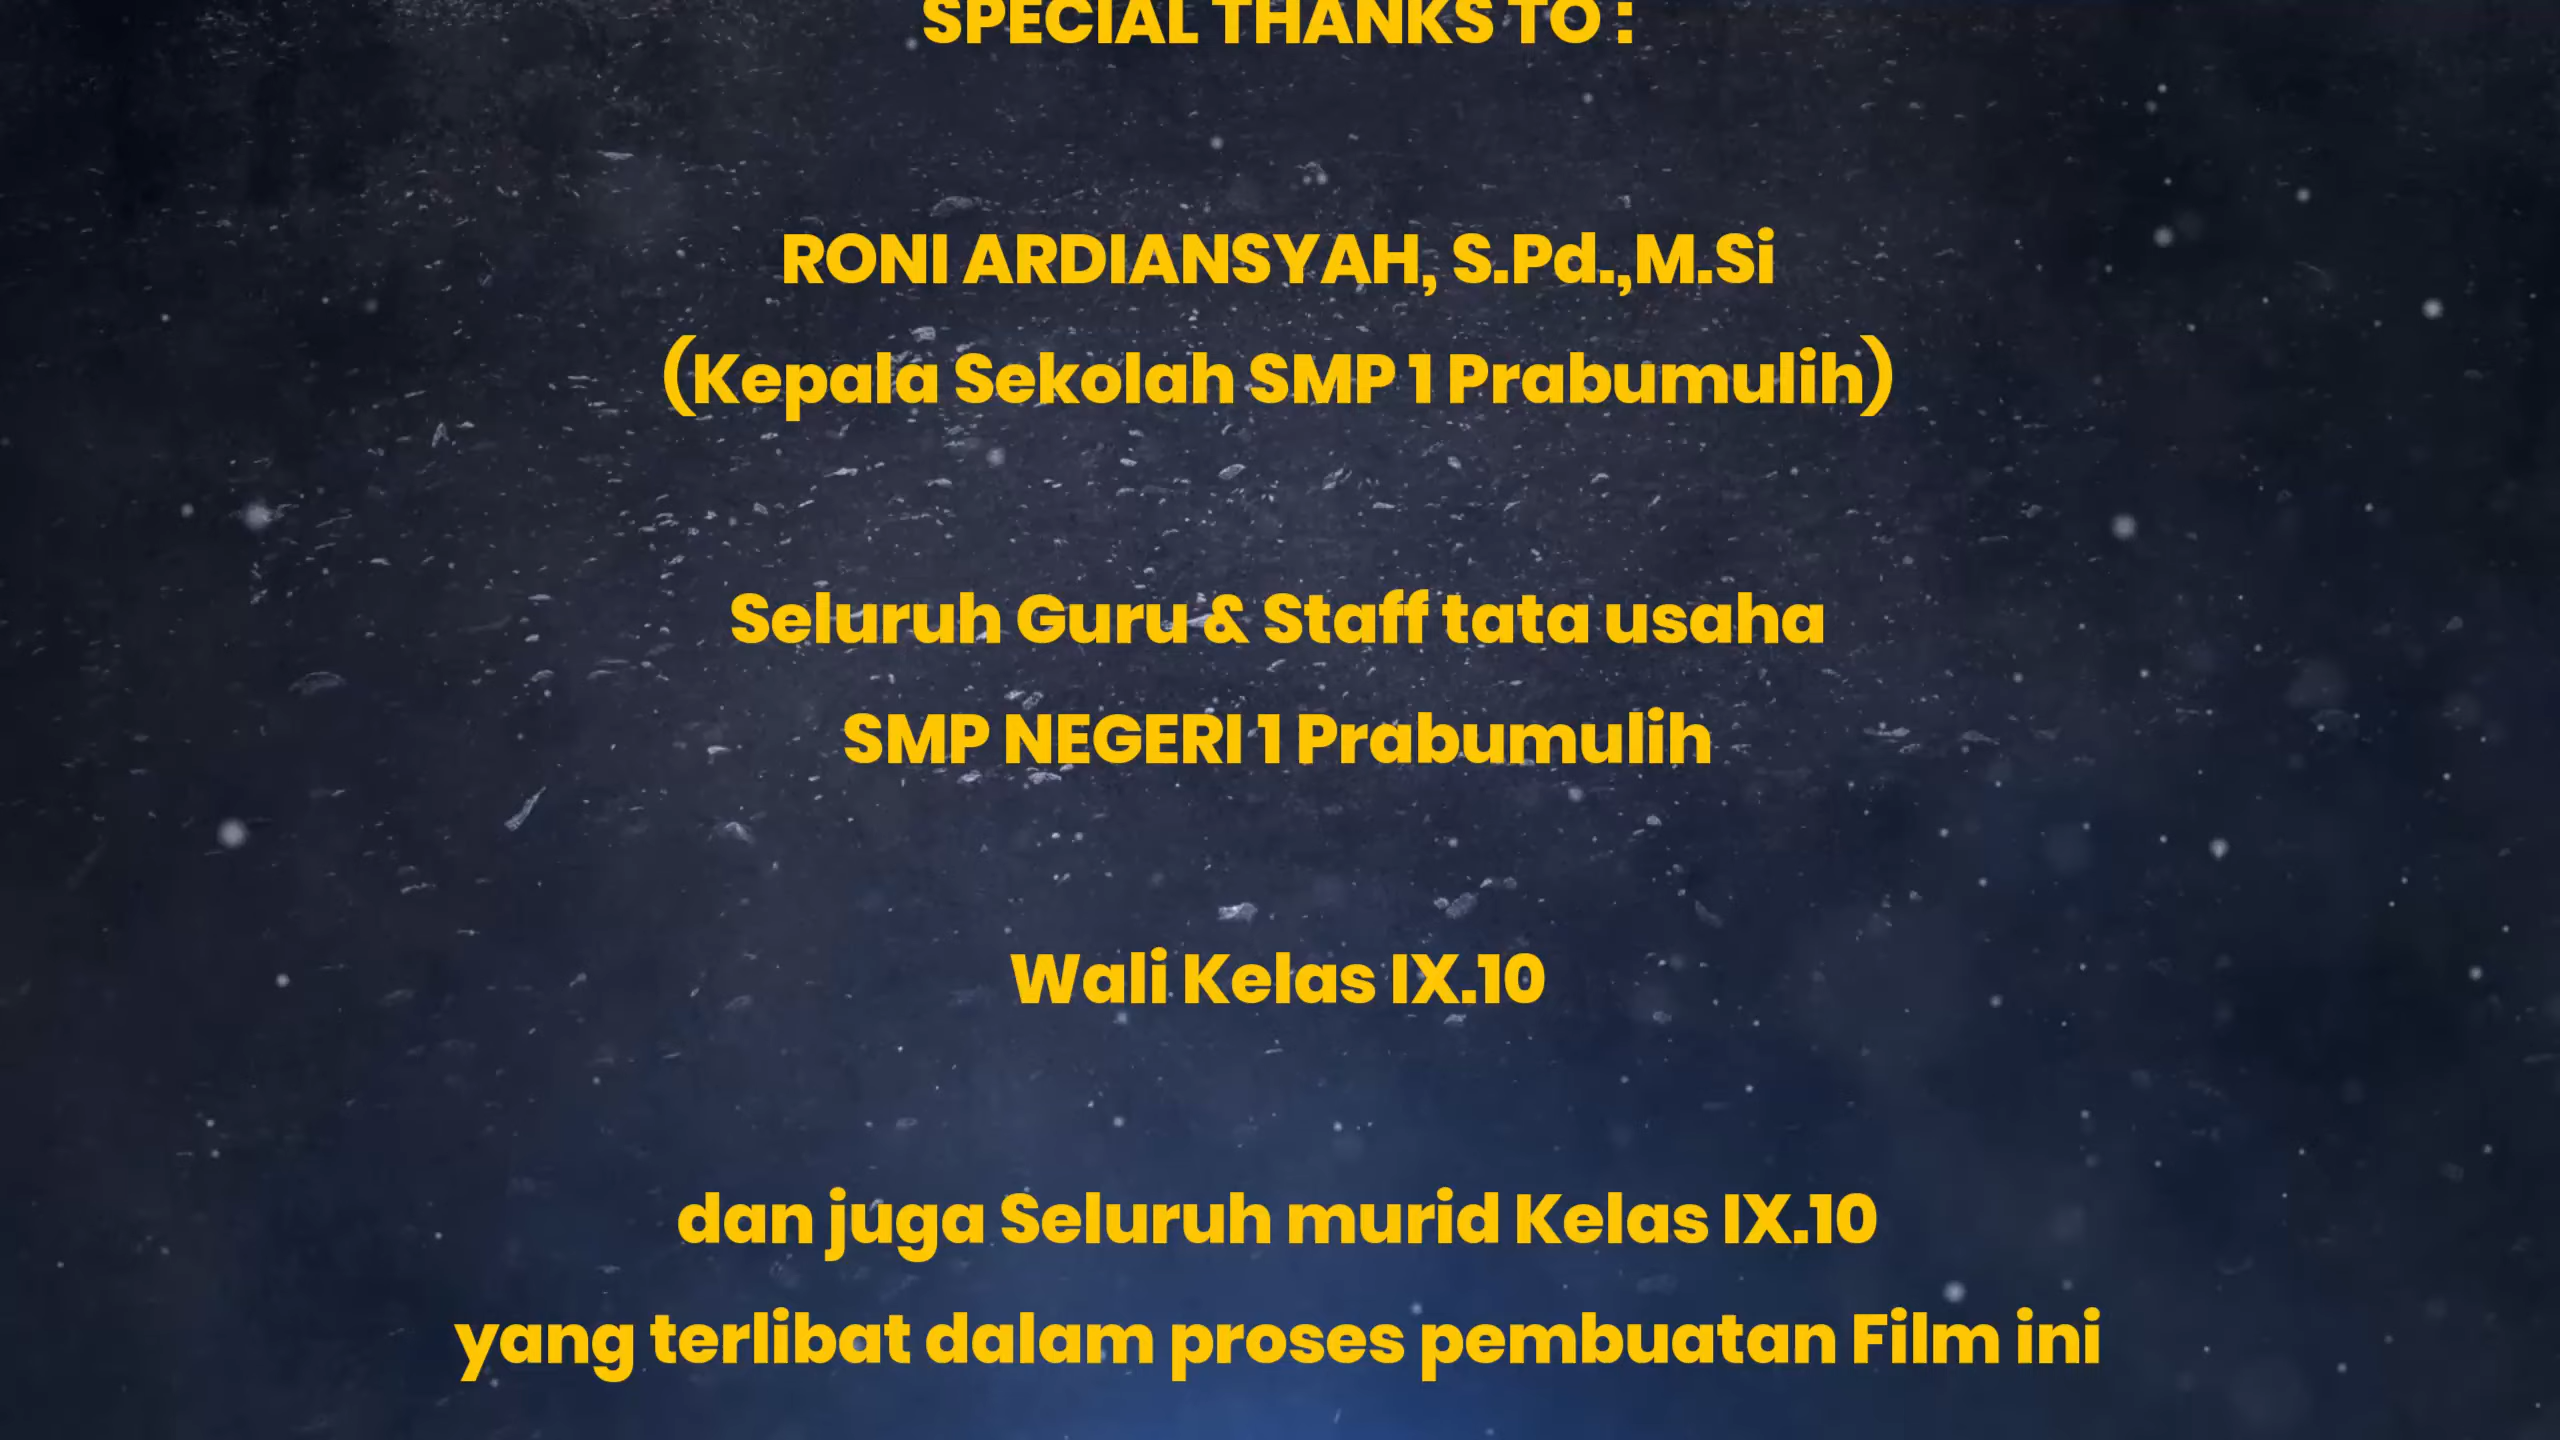 SPECIAL THANKS TO :
RONI ARDIANSYAH, S.Pd.,M.Si
(Kepala Sekolah SMP 1 Prabumulih)
Seluruh Guru & Staff tata usaha
SMP NEGERI 1 Prabumulih
Wali Kelas IX.10
dan juga Seluruh murid Kelas IX.10
yang terlibat dalam proses pembuatan Film ini